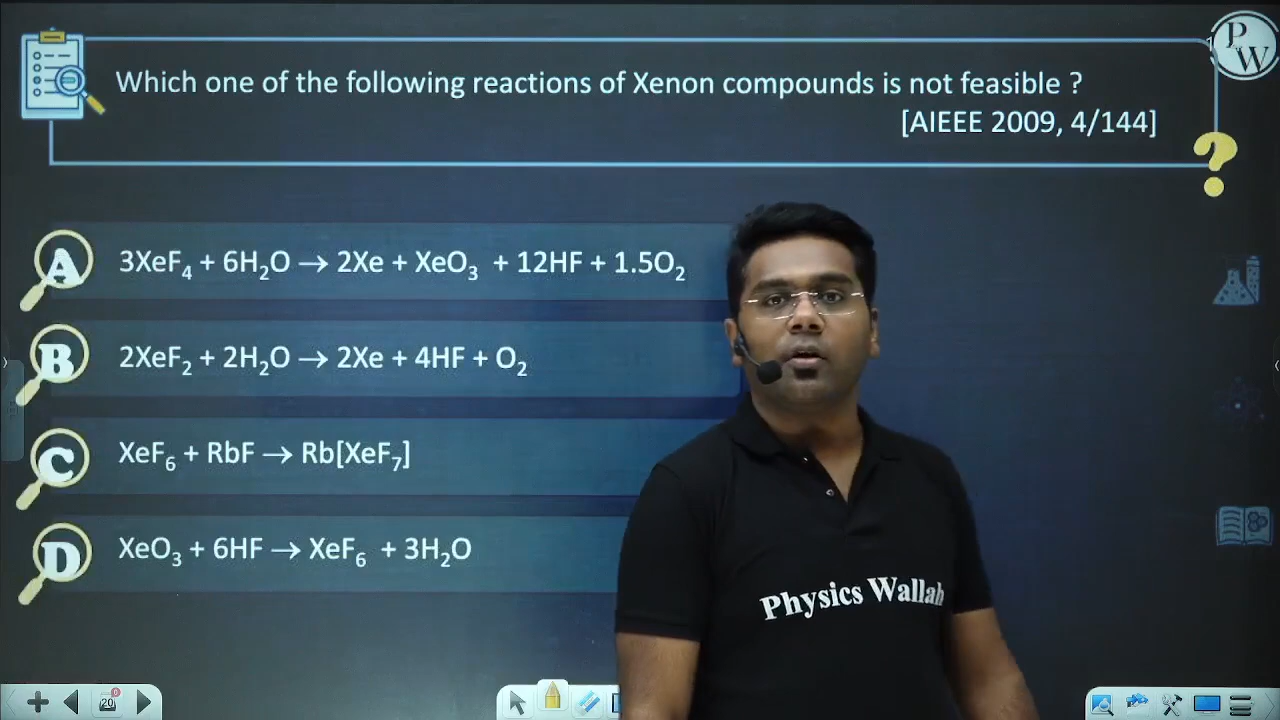 PW
Which one of the following reactions of Xenon compounds is not feasible ?
[AIEEE 2009, 4/144]
?
A 3XeF₄ + 6H₂O → 2Xe + XeO₃ + 12HF + 1.5O₂
B 2XeF₂ + 2H₂O → 2Xe + 4HF + O₂
C XeF₆ + RbF → Rb[XeF₇]
D XeO₃ + 6HF → XeF₆ + 3H₂O
Physics Wallah
20